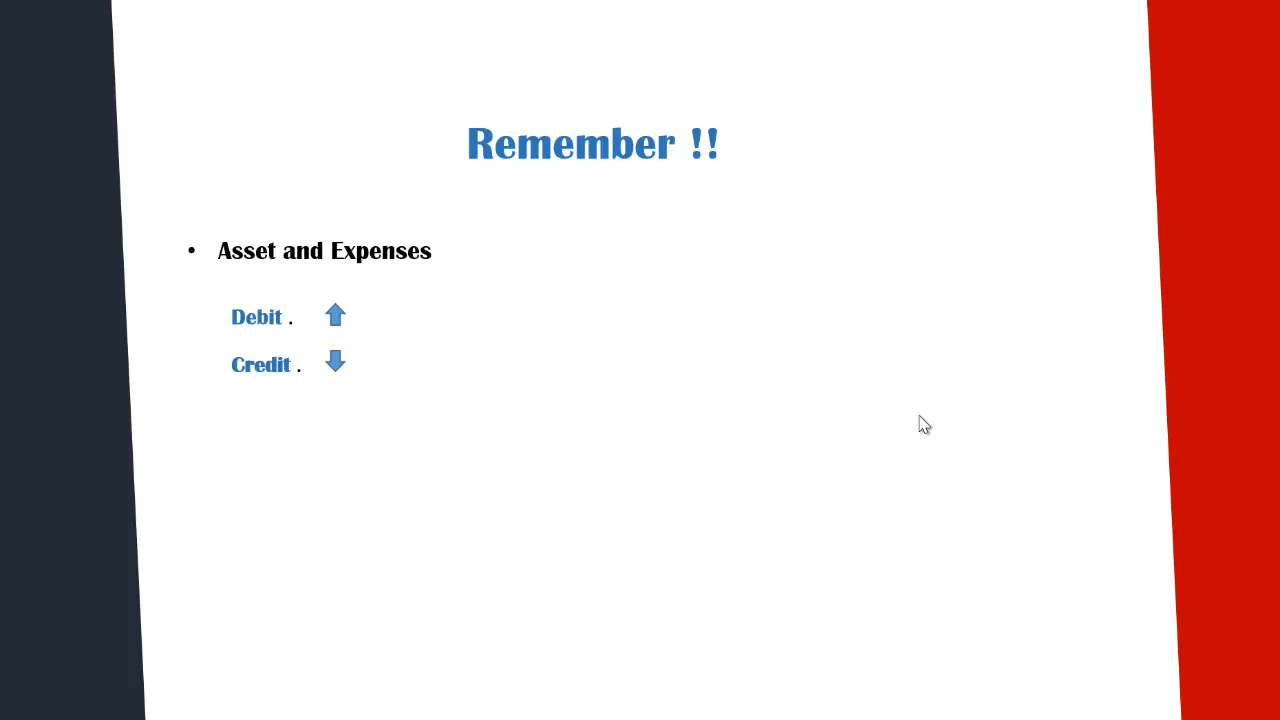 Remember !!
• Asset and Expenses
Debit .
Credit .